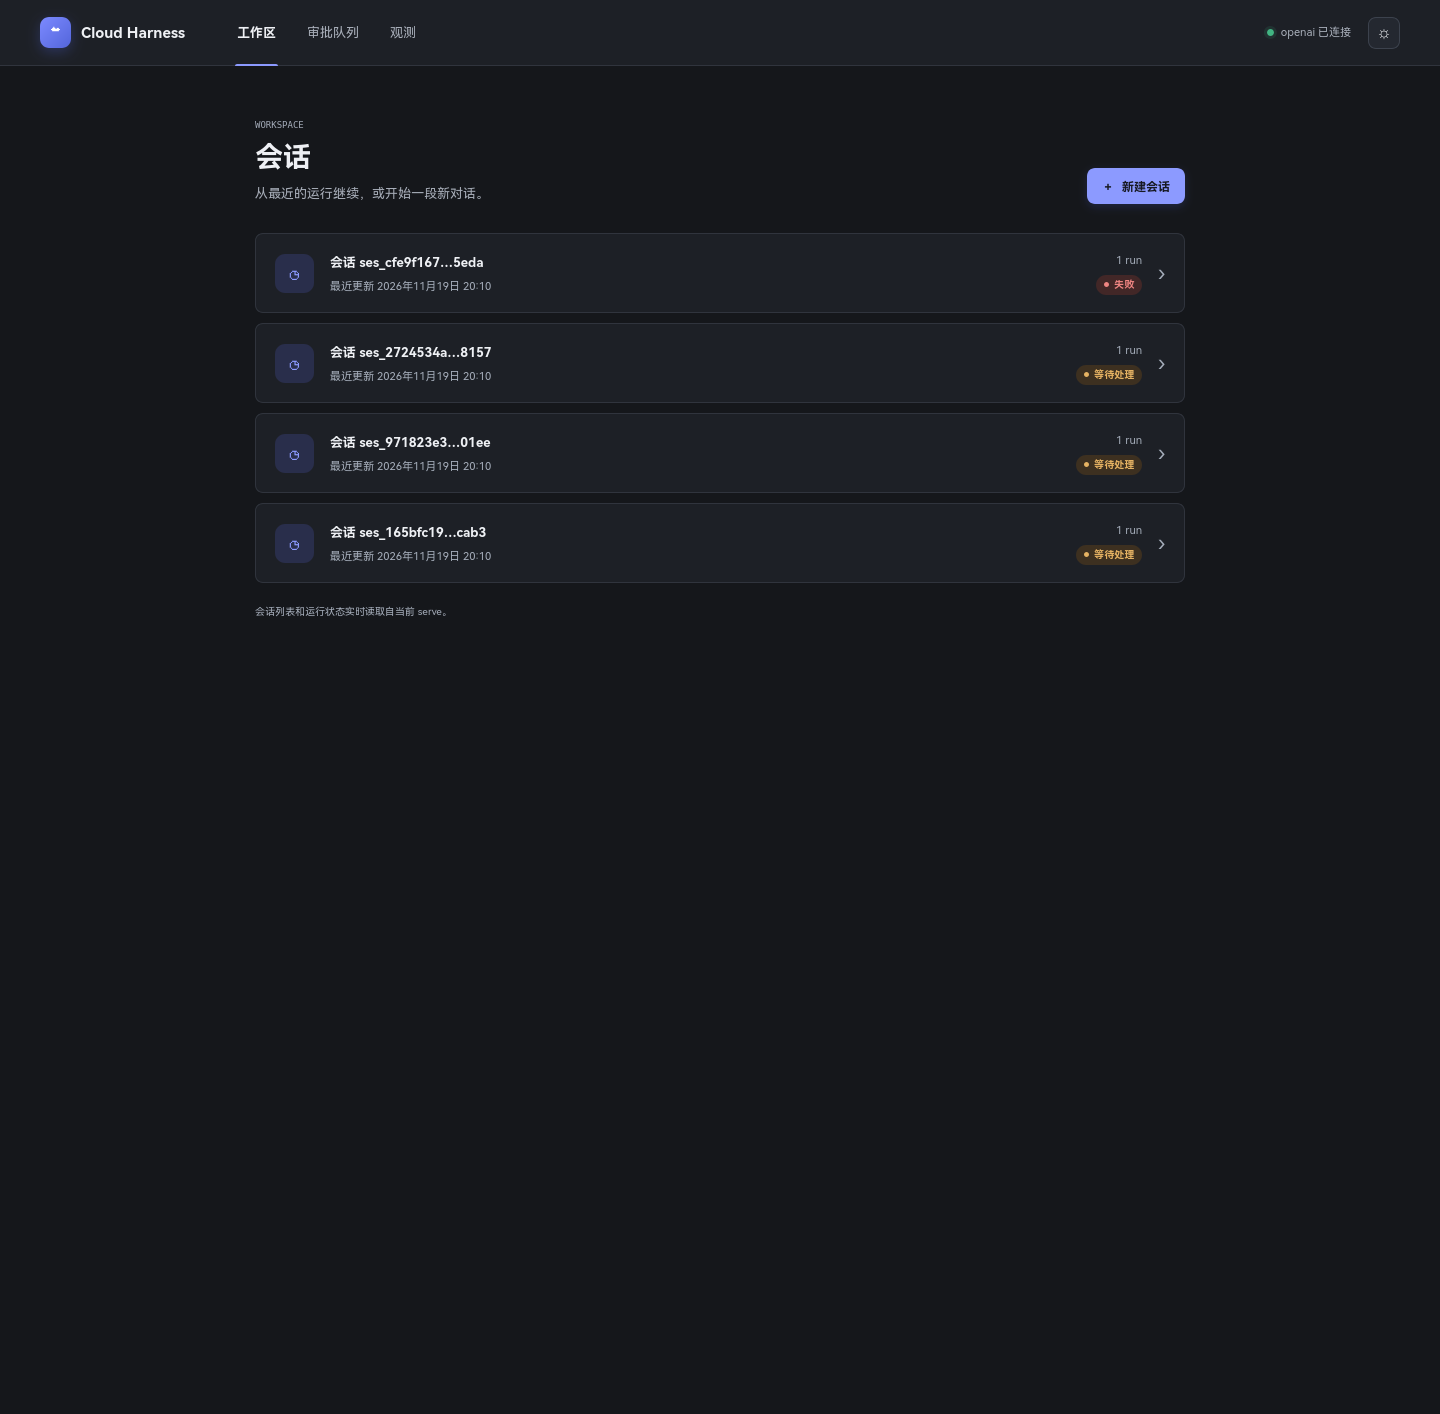 Cloud Harness
工作区
审批队列
观测
openai 已连接
WORKSPACE
会话
从最近的运行继续，或开始一段新对话。
+ 新建会话
会话 ses_cfe9f167…5eda
最近更新 2026年11月19日 20:10
1 run
失败
会话 ses_2724534a…8157
最近更新 2026年11月19日 20:10
1 run
等待处理
会话 ses_971823e3…01ee
最近更新 2026年11月19日 20:10
1 run
等待处理
会话 ses_165bfc19…cab3
最近更新 2026年11月19日 20:10
1 run
等待处理
会话列表和运行状态实时读取自当前 serve。